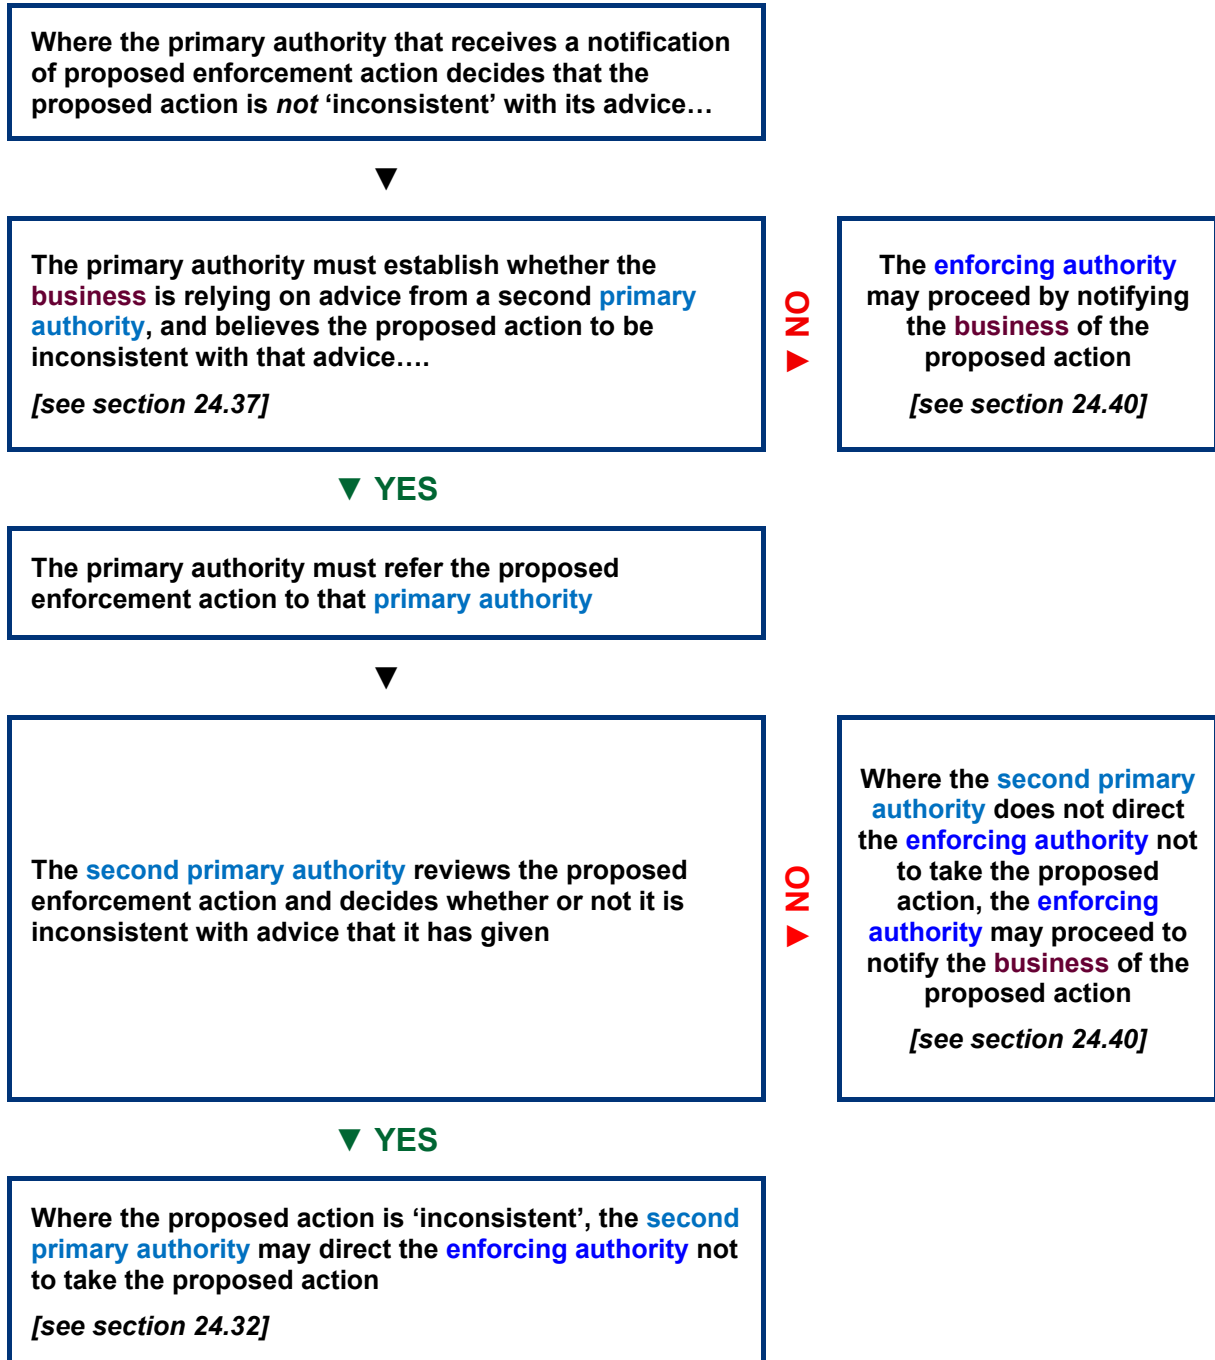 Where the primary authority that receives a notification
of proposed enforcement action decides that the
proposed action is not ‘inconsistent’ with its advice…
▼
The primary authority must establish whether the
business is relying on advice from a second primary
authority, and believes the proposed action to be
inconsistent with that advice….
[see section 24.37]
▼ NO
The enforcing authority
may proceed by notifying
the business of the
proposed action
[see section 24.40]
▼ YES
The primary authority must refer the proposed
enforcement action to that primary authority
▼
The second primary authority reviews the proposed
enforcement action and decides whether or not it is
inconsistent with advice that it has given
▼ NO
Where the second primary
authority does not direct
the enforcing authority not
to take the proposed
action, the enforcing
authority may proceed to
notify the business of the
proposed action
[see section 24.40]
▼ YES
Where the proposed action is ‘inconsistent’, the second
primary authority may direct the enforcing authority not
to take the proposed action
[see section 24.32]